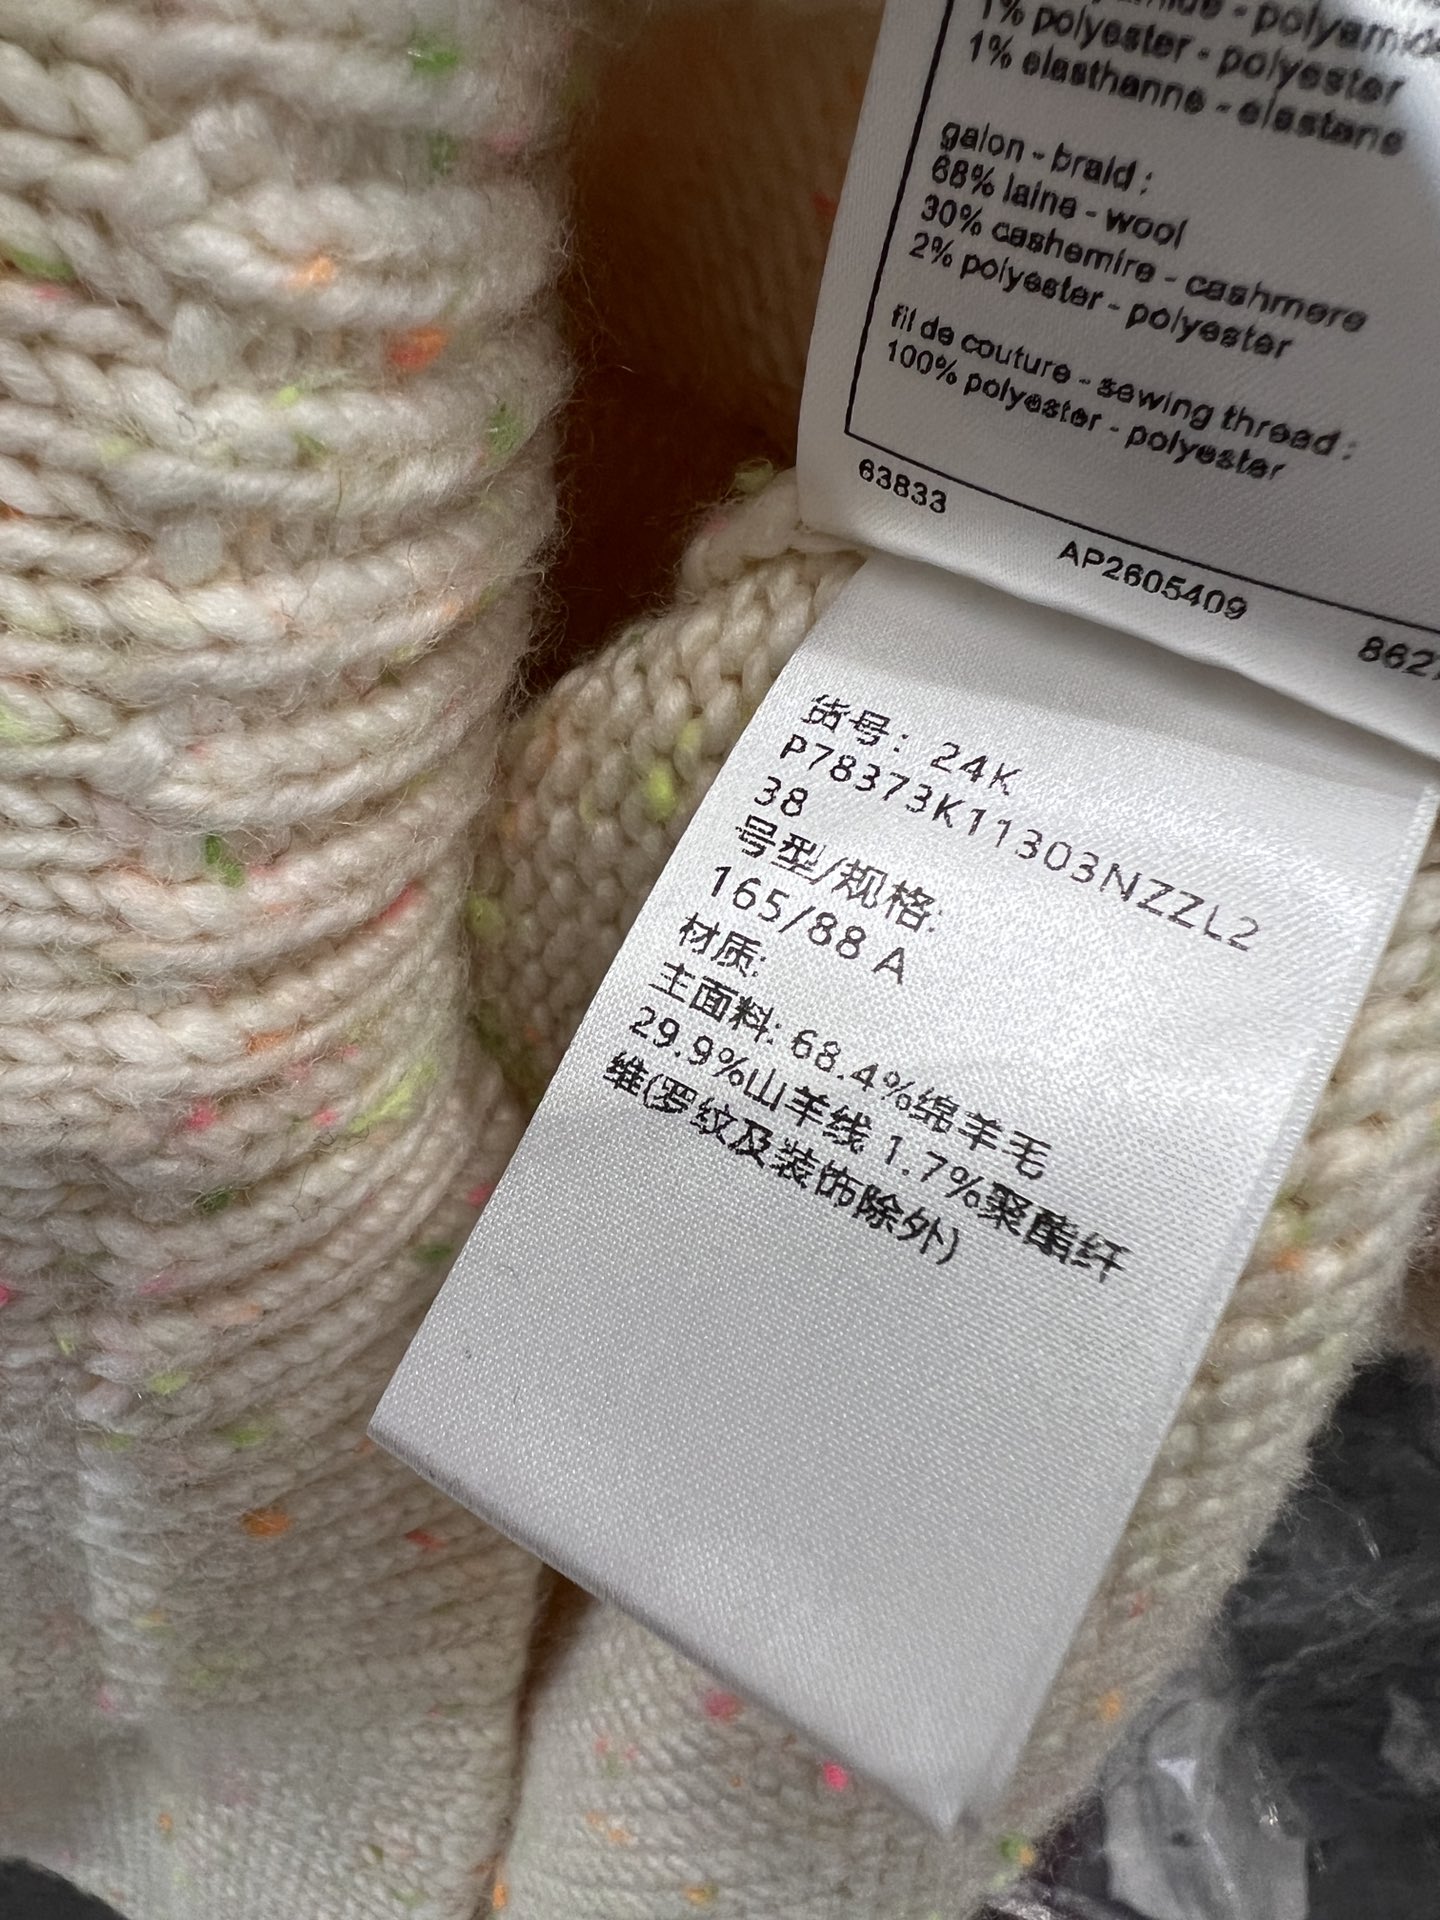 - polyamide
1% polyester - polyester
1% elasthanne - elastane
galon - braid :
68% laine - wool
30% cashemire - cashmere
2% polyester - polyester
fil de couture - sewing thread :
100% polyester - polyester
63833
AP2605409
862
货号: 24K
P78373K11303NZZL2
38
号型/规格:
165/88 A
材质:
主面料: 68.4%绵羊毛
29.9%山羊绒 1.7%聚酯纤
维(罗纹及装饰除外)